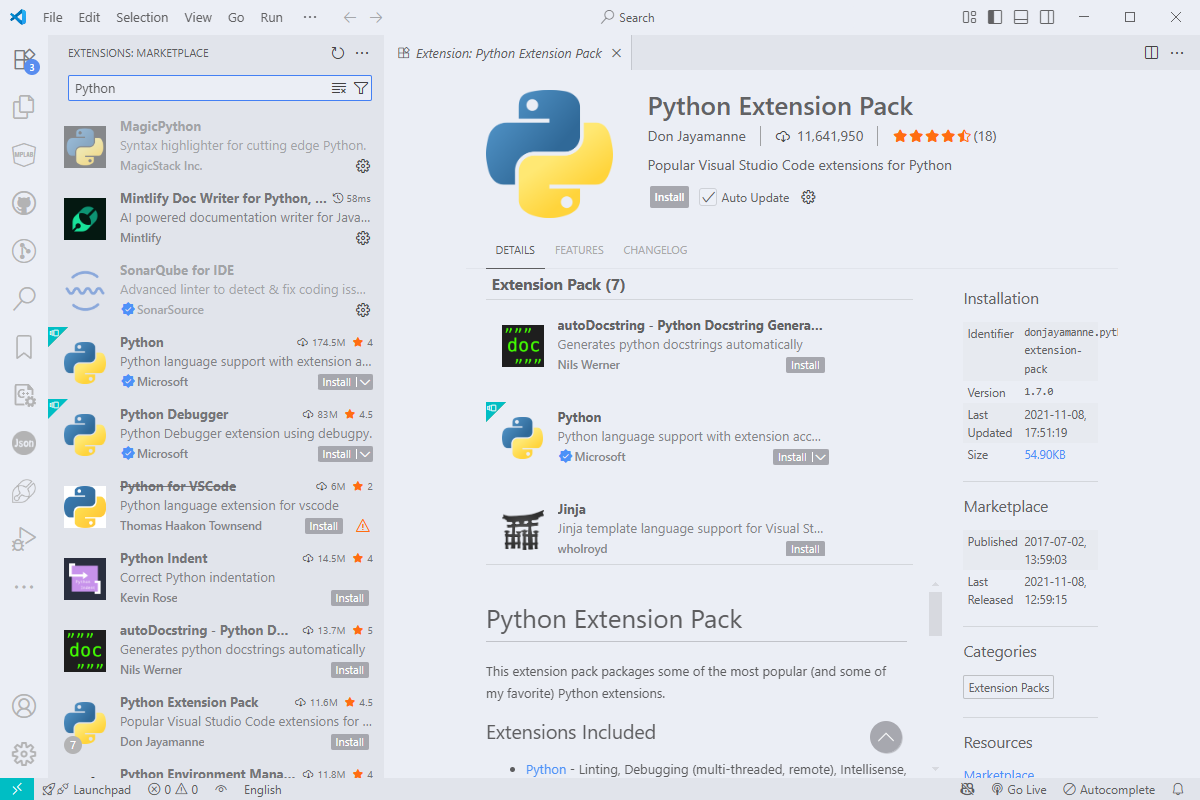 File Edit Selection View Go Run ··· Search
EXTENSIONS: MARKETPLACE
3
Python
MagicPython
Syntax highlighter for cutting edge Python.
MagicStack Inc.
Mintlify Doc Writer for Python, ... 58ms
AI powered documentation writer for Java...
Mintlify
SonarQube for IDE
Advanced linter to detect & fix coding iss...
SonarSource
Python 174.5M 4
Python language support with extension a...
Microsoft Install
Python Debugger 83M 4.5
Python Debugger extension using debugpy.
Microsoft Install
Python for VSCode 6M 2
Python language extension for vscode
Thomas Haakon Townsend Install
Python Indent 14.5M 4
Correct Python indentation
Kevin Rose Install
autoDocstring - Python D... 13.7M 5
Generates python docstrings automatically
Nils Werner Install
Python Extension Pack 11.6M 4.5
Popular Visual Studio Code extensions for ...
Don Jayamanne Install
7
Python Environment Mana... 11.8M 4
MPLAB
Json
Extension: Python Extension Pack
Python Extension Pack
Don Jayamanne 11,641,950 (18)
Popular Visual Studio Code extensions for Python
Install Auto Update
DETAILS FEATURES CHANGELOG
Extension Pack (7)
""" doc """
autoDocstring - Python Docstring Genera...
Generates python docstrings automatically
Nils Werner Install
Python
Python language support with extension acc...
Microsoft Install
Jinja
Jinja template language support for Visual St...
wholroyd Install
Python Extension Pack
This extension pack packages some of the most popular (and some of
my favorite) Python extensions.
Extensions Included
• Python - Linting, Debugging (multi-threaded, remote), Intellisense,
Installation
Identifier donjayamanne.pyth
extension-
pack
Version 1.7.0
Last 2021-11-08,
Updated 17:51:19
Size 54.90KB
Marketplace
Published 2017-07-02,
13:59:03
Last 2021-11-08,
Released 12:59:15
Categories
Extension Packs
Resources
Marketplace
Launchpad 0 0 English Go Live Autocomplete